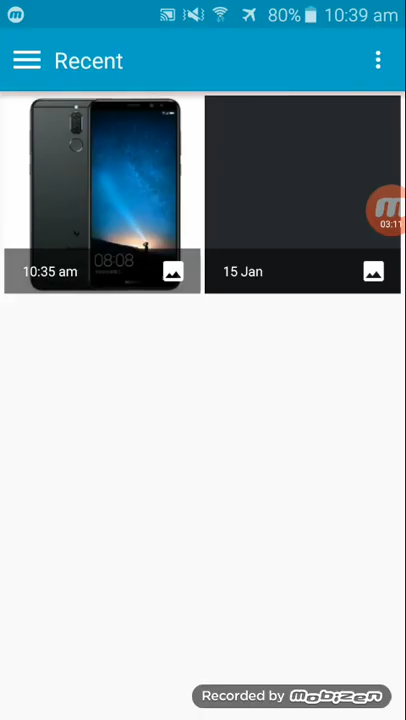 80% 10:39 am
Recent
03:11
08:08
10:35 am
15 Jan
Recorded by mobizen